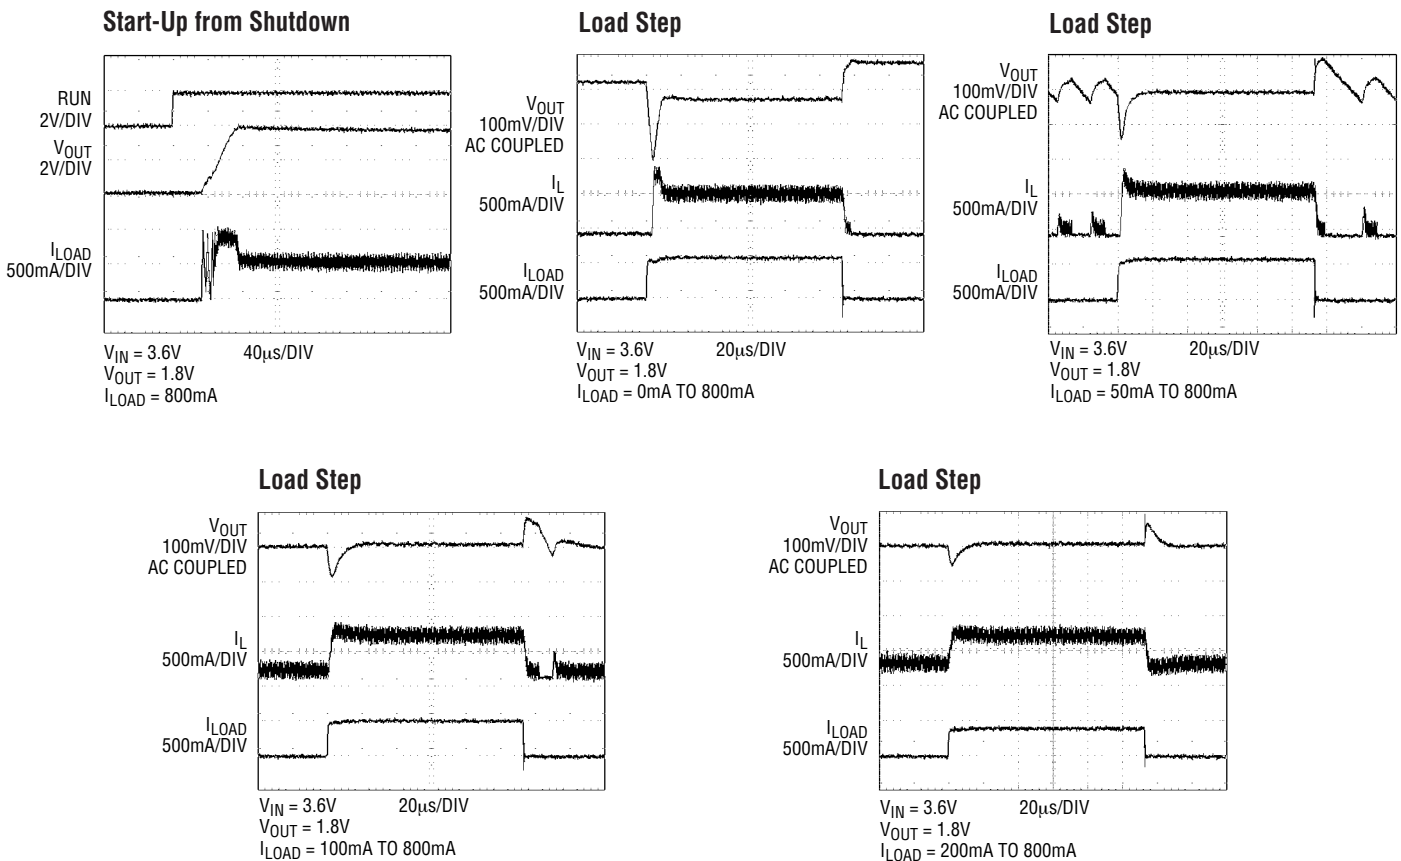 Start-Up from Shutdown
RUN
2V/DIV
VOUT
2V/DIV
ILOAD
500mA/DIV
VIN = 3.6V
40µs/DIV
VOUT = 1.8V
ILOAD = 800mA
Load Step
VOUT
100mV/DIV
AC COUPLED
IL
500mA/DIV
ILOAD
500mA/DIV
VIN = 3.6V
20µs/DIV
VOUT = 1.8V
ILOAD = 0mA TO 800mA
Load Step
VOUT
100mV/DIV
AC COUPLED
IL
500mA/DIV
ILOAD
500mA/DIV
VIN = 3.6V
20µs/DIV
VOUT = 1.8V
ILOAD = 50mA TO 800mA
Load Step
VOUT
100mV/DIV
AC COUPLED
IL
500mA/DIV
ILOAD
500mA/DIV
VIN = 3.6V
20µs/DIV
VOUT = 1.8V
ILOAD = 100mA TO 800mA
Load Step
VOUT
100mV/DIV
AC COUPLED
IL
500mA/DIV
ILOAD
500mA/DIV
VIN = 3.6V
20µs/DIV
VOUT = 1.8V
ILOAD = 200mA TO 800mA